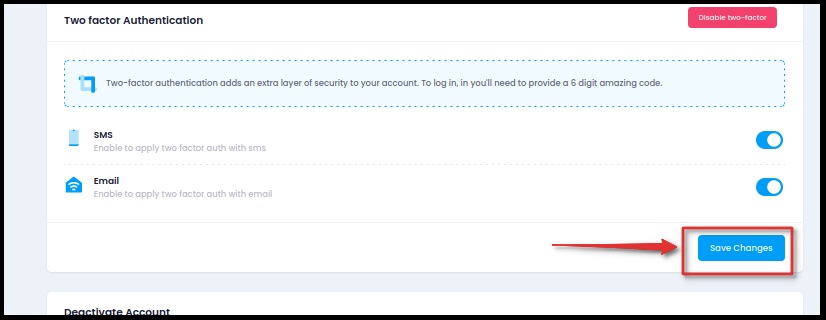 Two factor Authentication
Disable two-factor
Two-factor authentication adds an extra layer of security to your account. To log in, in you'll need to provide a 6 digit amazing code.
SMS
Enable to apply two factor auth with sms
Email
Enable to apply two factor auth with email
Save Changes
Deactivate Account